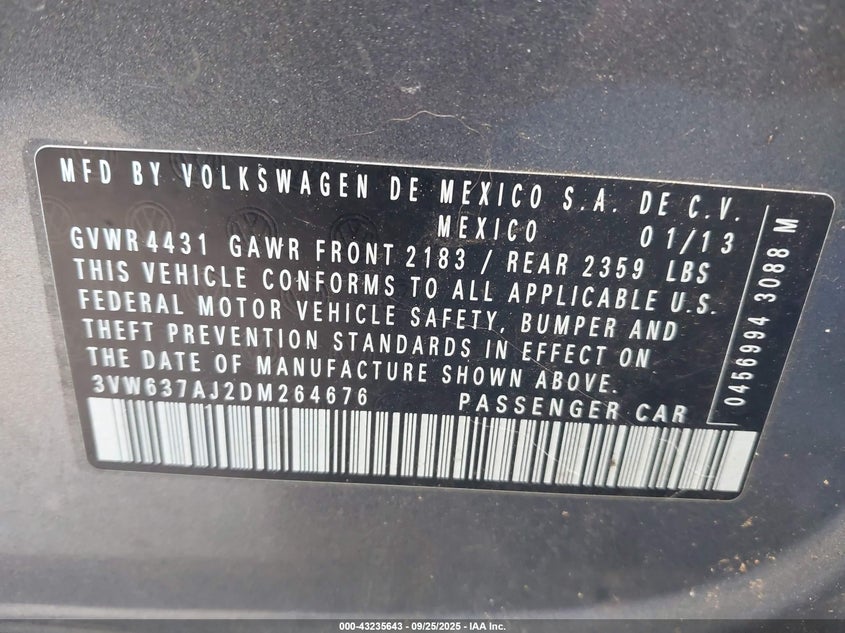 MFD BY VOLKSWAGEN DE MEXICO S.A. DE C.V.
MEXICO 01/13
GVWR 4431 GAWR FRONT 2183 / REAR 2359 LBS
THIS VEHICLE CONFORMS TO ALL APPLICABLE U.S.
FEDERAL MOTOR VEHICLE SAFETY, BUMPER AND
THEFT PREVENTION STANDARDS IN EFFECT ON
THE DATE OF MANUFACTURE SHOWN ABOVE.
3VW637AJ2DM264676 PASSENGER CAR
0456994 3088 M
000-43235643 - 09/25/2025 - IAA Inc.